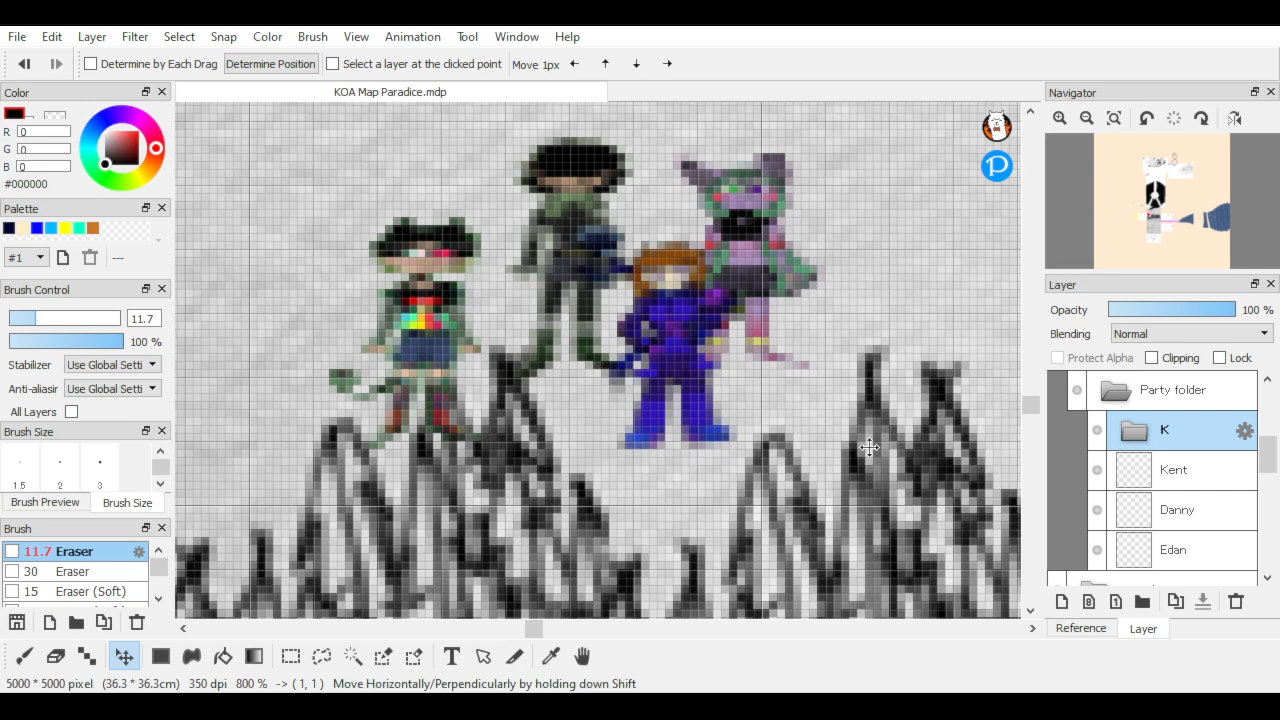 File Edit Layer Filter Select Snap Color Brush View Animation Tool Window Help
Determine by Each Drag Determine Position Select a layer at the clicked point Move 1px
Color
KOA Map Paradice.mdp
Navigator
R 0
G 0
B 0
#000000
P
Palette
#1
---
Layer
Brush Control
11.7
100 %
Opacity 100 %
Blending Normal
Protect Alpha Clipping Lock
Stabilizer Use Global Setti
Anti-aliasir Use Global Setti
All Layers
Party folder
K
Kent
Danny
Edan
Brush Size
1.5 2 3
Brush Preview Brush Size
Brush
11.7 Eraser
30 Eraser
15 Eraser (Soft)
8 1
Reference Layer
T
5000 * 5000 pixel (36.3 * 36.3cm) 350 dpi 800 % -> ( 1, 1 ) Move Horizontally/Perpendicularly by holding down Shift